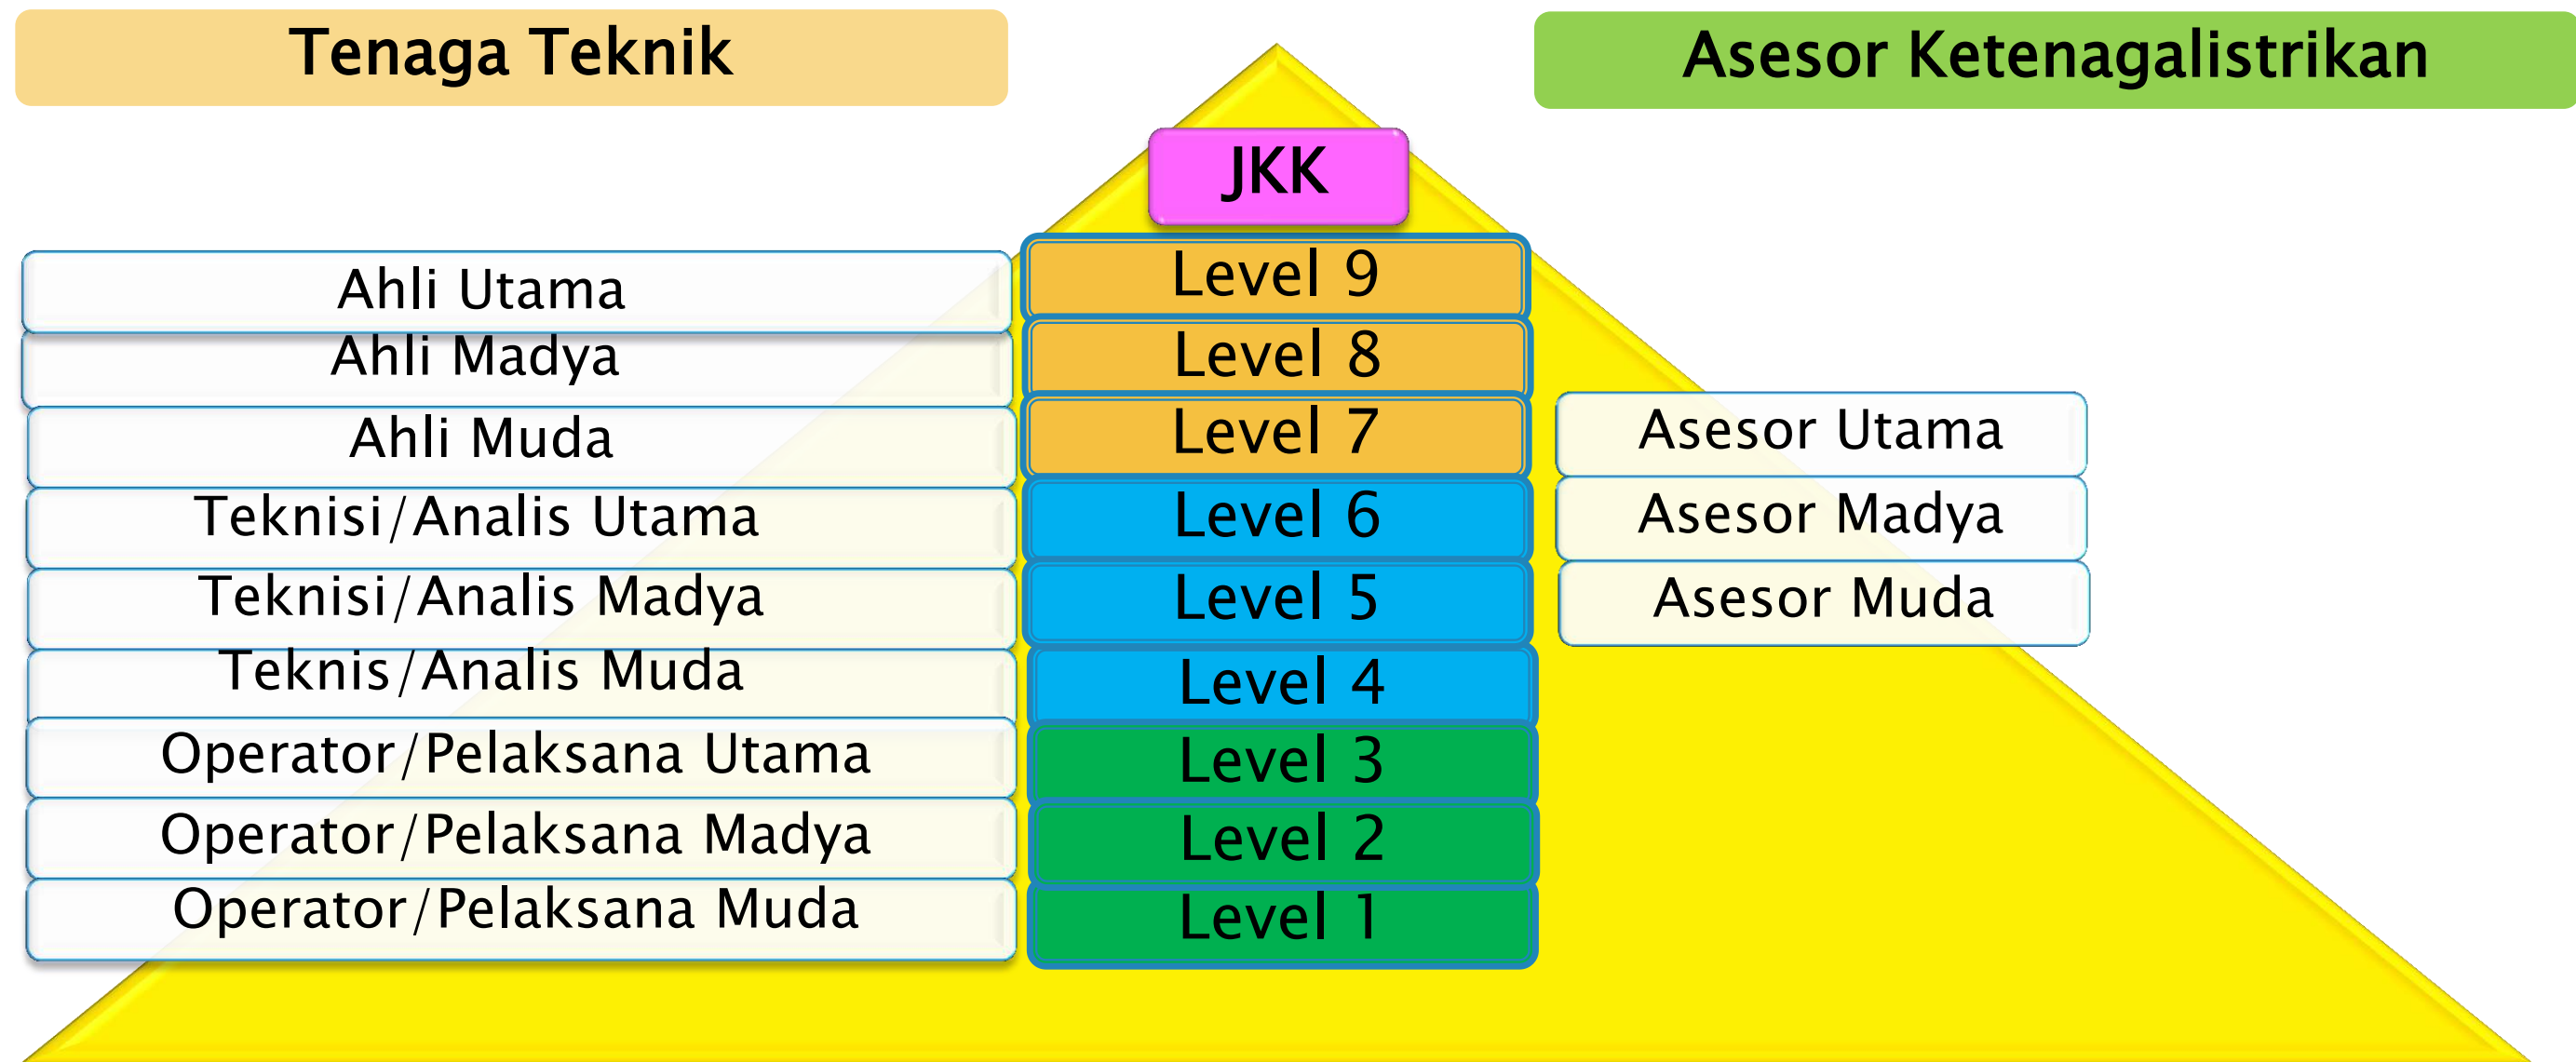 Tenaga Teknik
Asesor Ketenagalistrikan
JKK
Ahli Utama
Level 9
Ahli Madya
Level 8
Ahli Muda
Level 7
Asesor Utama
Teknisi/Analis Utama
Level 6
Asesor Madya
Teknisi/Analis Madya
Level 5
Asesor Muda
Teknis/Analis Muda
Level 4
Operator/Pelaksana Utama
Level 3
Operator/Pelaksana Madya
Level 2
Operator/Pelaksana Muda
Level 1